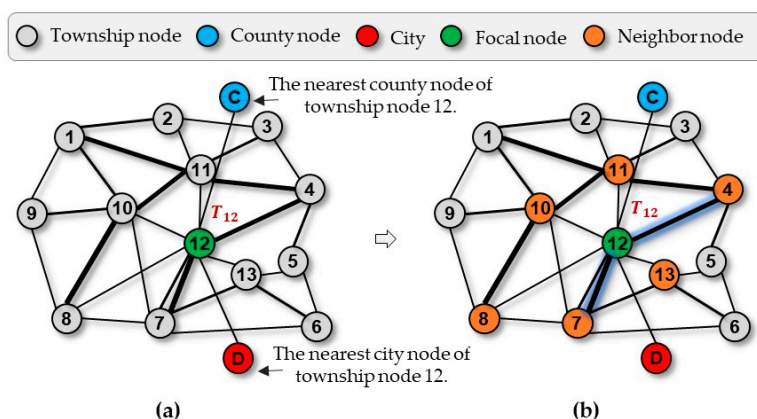 Township node County node City Focal node Neighbor node
C The nearest county node of township node 12. C
2 3 2 3
1 1
11 11
4 4
10 T12 10 T12
9 9
12 ⇨ 12
13 5 13 5
8 7 6 8 7 6
D The nearest city node of township node 12. D
(a) (b)